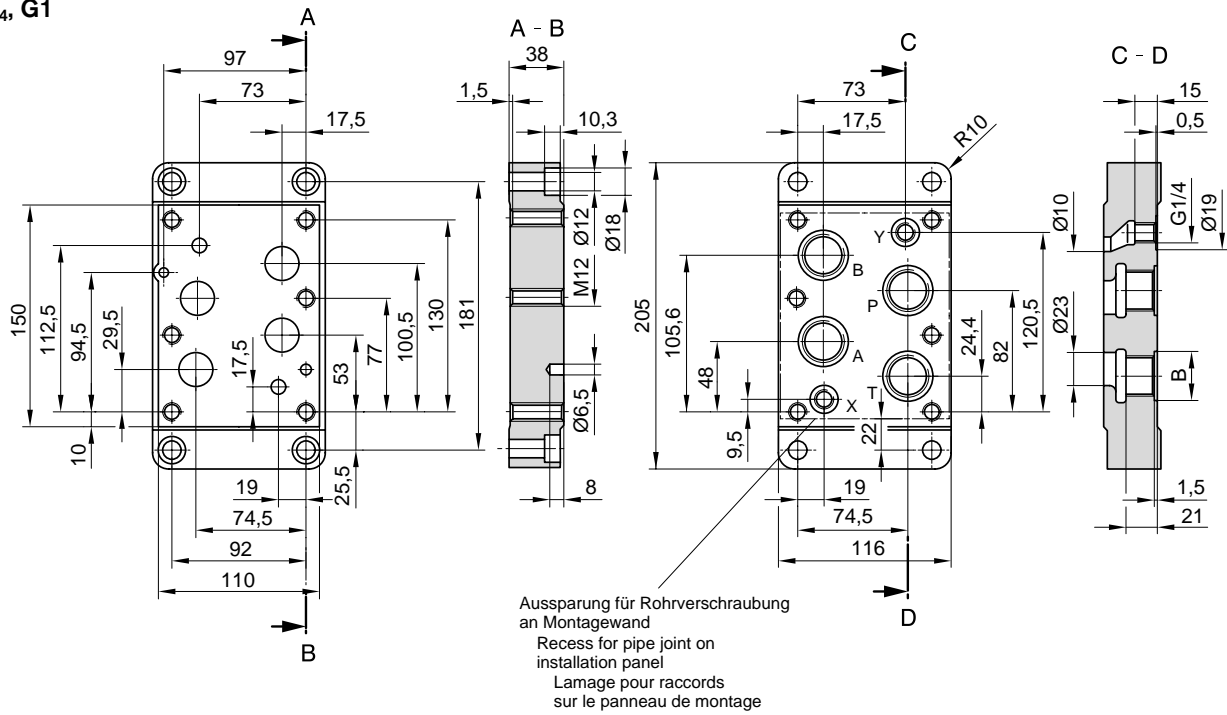 4, G1
A
A - B
38
1,5
10,3
97
73
17,5
150
112,5
94,5
29,5
17,5
53
77
100,5
130
181
10
19
25,5
74,5
92
110
B
Ø12
Ø18
M12
Ø6,5
8
C
73
17,5
R10
205
105,6
48
9,5
Y
B
P
A
T
X
22
24,4
82
120,5
19
74,5
116
D
C - D
15
0,5
Ø10
G1/4
Ø19
Ø23
B
1,5
21
Aussparung für Rohrverschraubung
an Montagewand
Recess for pipe joint on
installation panel
Lamage pour raccords
sur le panneau de montage